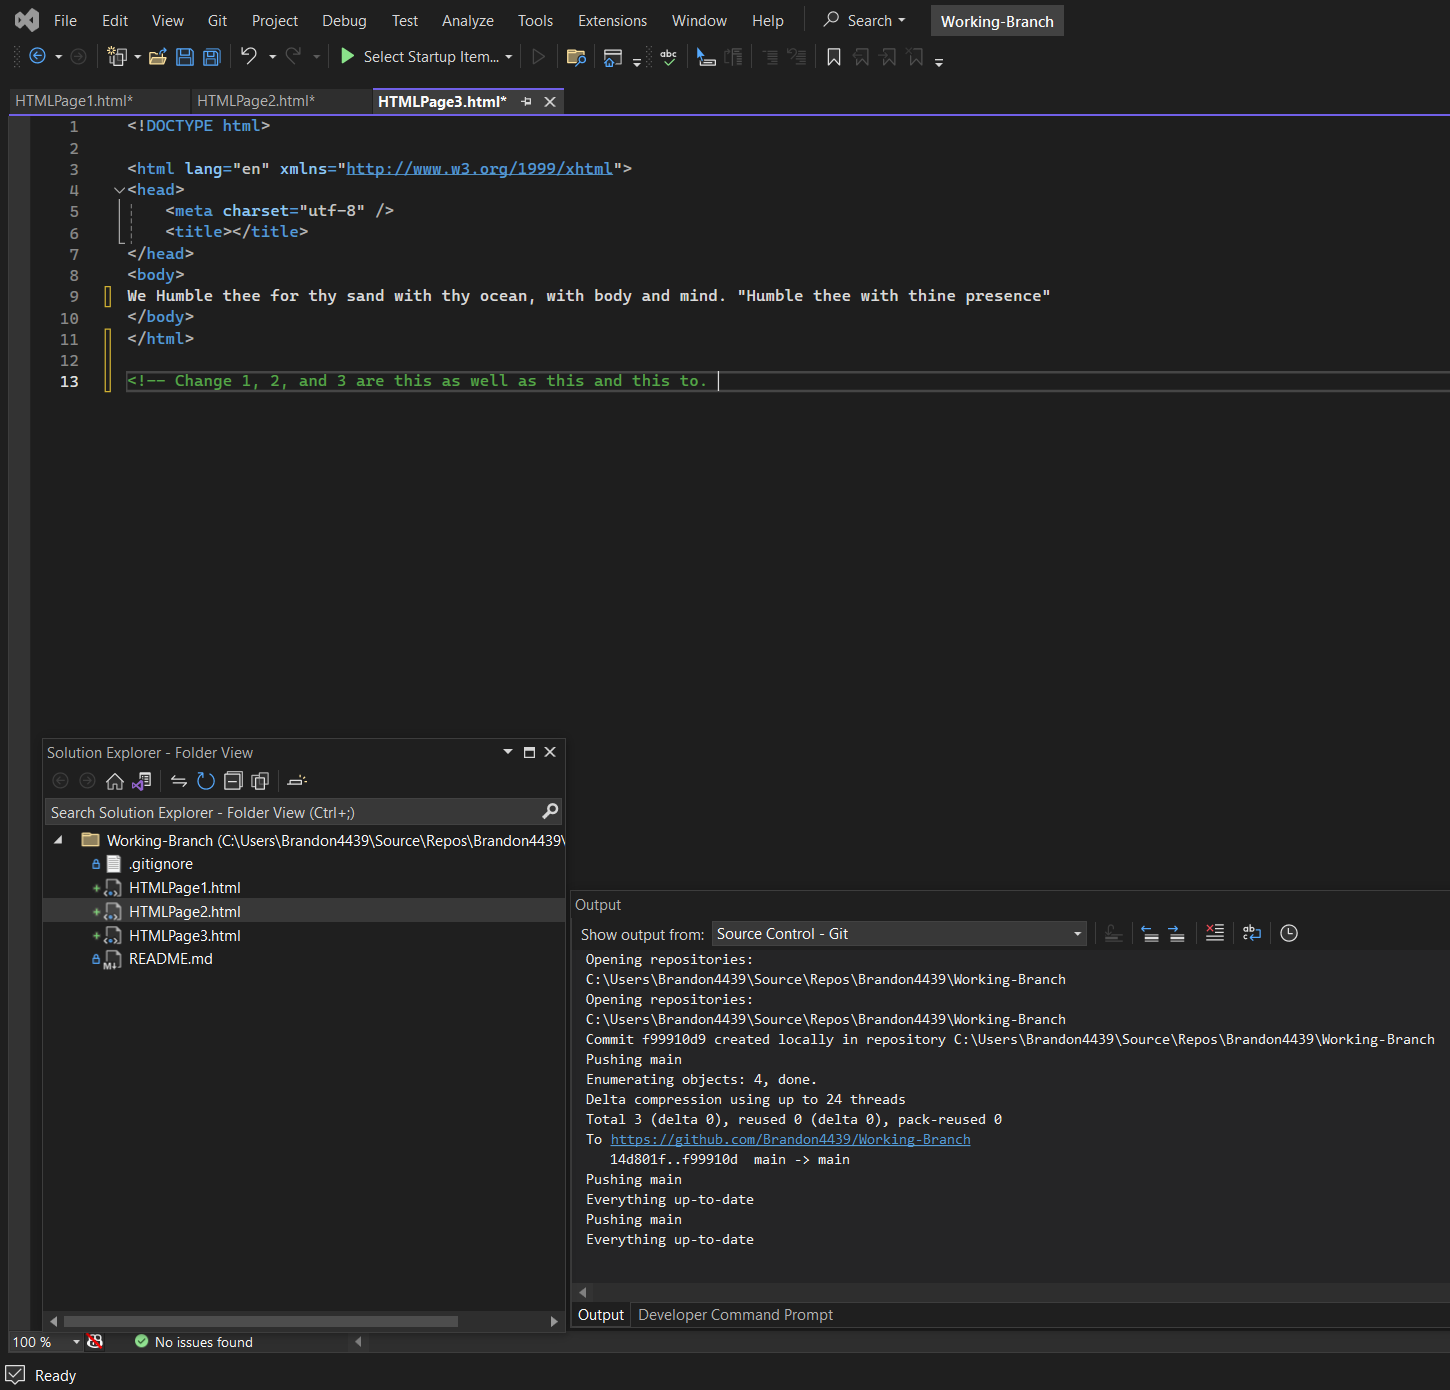 File Edit View Git Project Debug Test Analyze Tools Extensions Window Help Search Working-Branch
Select Startup Item...
HTMLPage1.html* HTMLPage2.html* HTMLPage3.html*
1 <!DOCTYPE html>
2
3 <html lang="en" xmlns="http://www.w3.org/1999/xhtml">
4 <head>
5 <meta charset="utf-8" />
6 <title></title>
7 </head>
8 <body>
9 We Humble thee for thy sand with thy ocean, with body and mind. "Humble thee with thine presence"
10 </body>
11 </html>
12
13 <!-- Change 1, 2, and 3 are this as well as this and this to.
Solution Explorer - Folder View
Search Solution Explorer - Folder View (Ctrl+;)
Working-Branch (C:\Users\Brandon4439\Source\Repos\Brandon4439\
.gitignore
HTMLPage1.html
HTMLPage2.html
HTMLPage3.html
README.md
Output
Show output from: Source Control - Git
Opening repositories:
C:\Users\Brandon4439\Source\Repos\Brandon4439\Working-Branch
Opening repositories:
C:\Users\Brandon4439\Source\Repos\Brandon4439\Working-Branch
Commit f99910d9 created locally in repository C:\Users\Brandon4439\Source\Repos\Brandon4439\Working-Branch
Pushing main
Enumerating objects: 4, done.
Delta compression using up to 24 threads
Total 3 (delta 0), reused 0 (delta 0), pack-reused 0
To https://github.com/Brandon4439/Working-Branch
14d801f..f99910d  main -> main
Pushing main
Everything up-to-date
Pushing main
Everything up-to-date
Output Developer Command Prompt
100 % No issues found
Ready